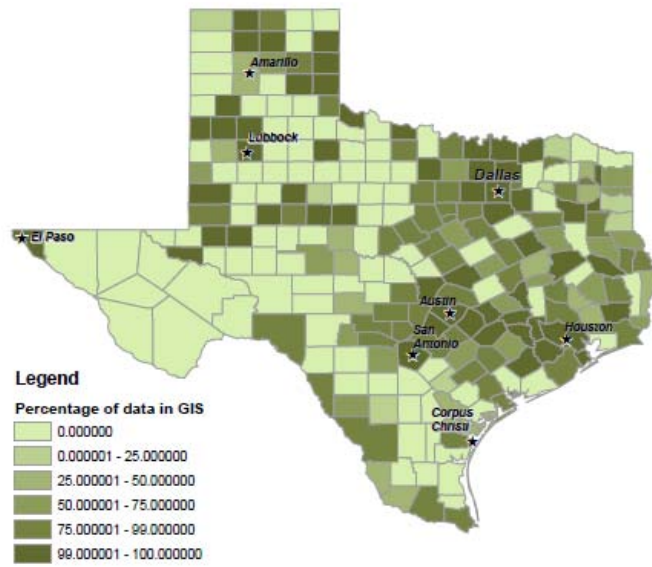 Amarillo
Lubbock
Dallas
El Paso
Austin
San
Antonio
Houston
Corpus
Christi
Legend
Percentage of data in GIS
0.000000
0.000001 - 25.000000
25.000001 - 50.000000
50.000001 - 75.000000
75.000001 - 99.000000
99.000001 - 100.000000